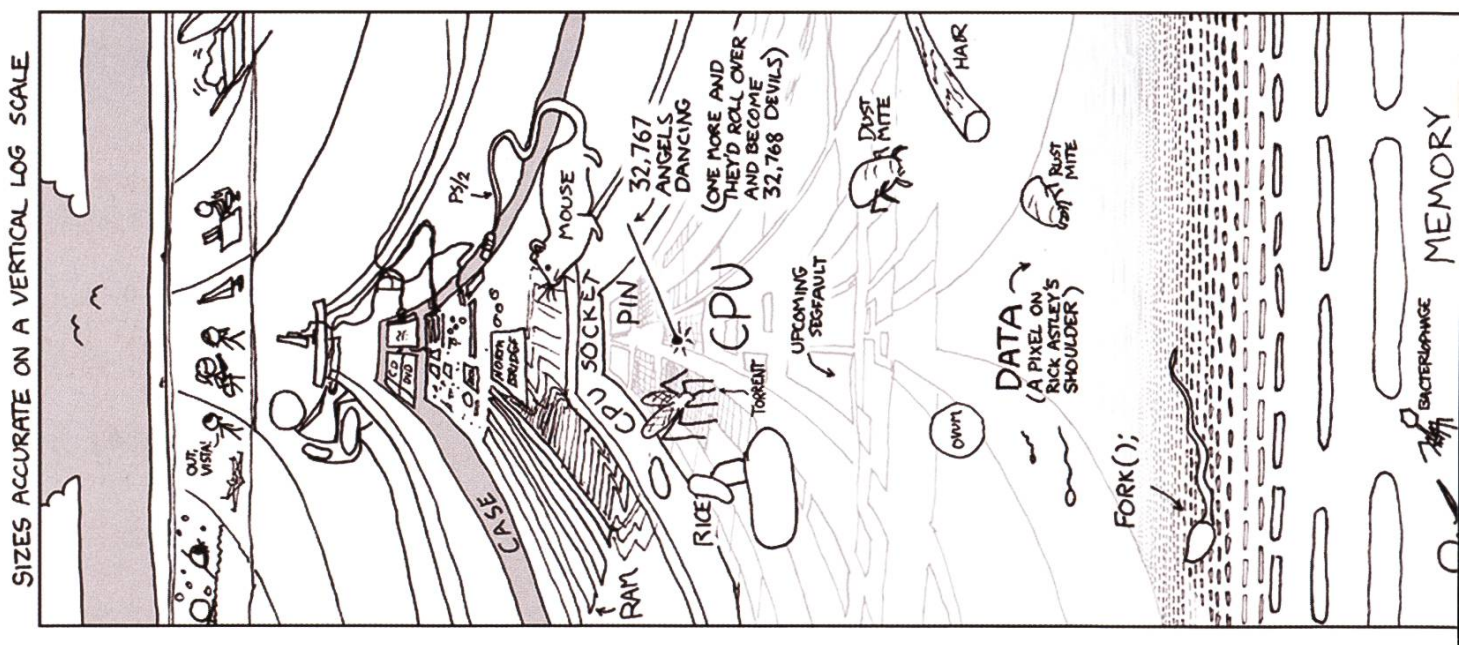 SIZES ACCURATE ON A VERTICAL LOG SCALE
OUT,
VISTA!
PS/2
CD
DVD
CASE
NORTH
BRIDGE
MOUSE
RAM
CPU SOCKET
PIN
32,767
ANGELS
DANCING
(ONE MORE AND
THEY'D ROLL OVER
AND BECOME
32,768 DEVILS)
RICE
TORRENT
CPU
UPCOMING
SEGFAULT
DUST
MITE
HAIR
OVUM
DATA
(A PIXEL ON
RICK ASTLEY'S
SHOULDER)
RUST
MITE
FORK();
BACTERIOPHAGE
MEMORY